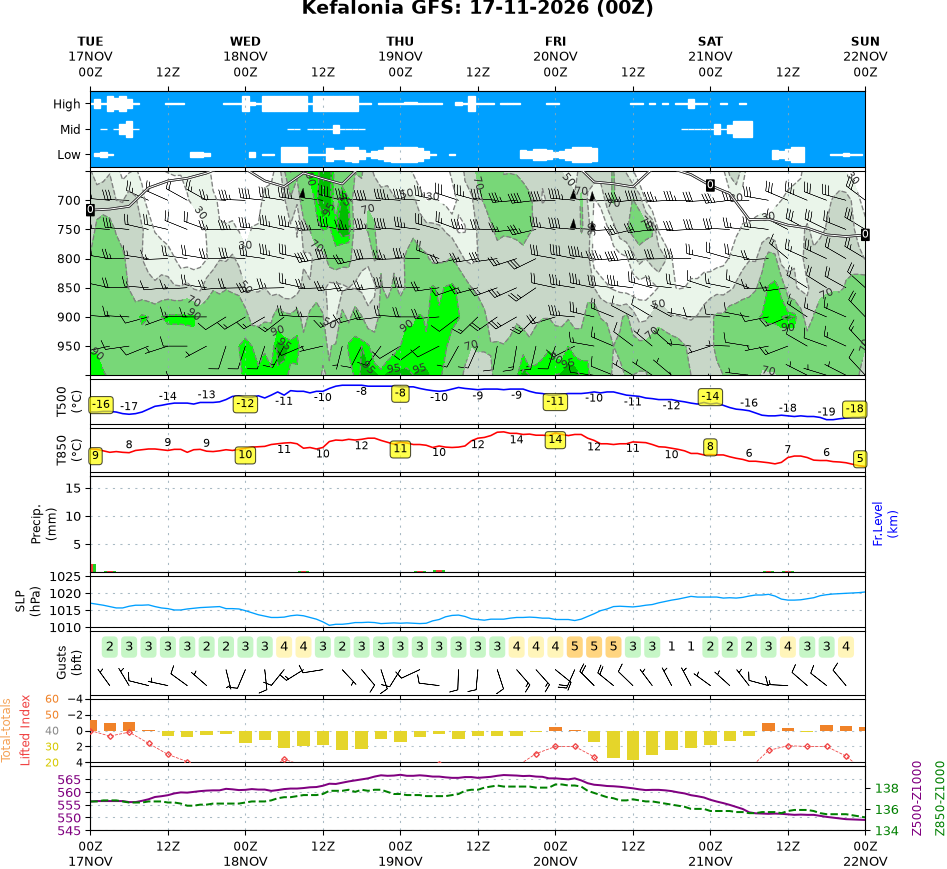 Kefalonia GFS: 17-11-2026 (00Z)
TUE WED THU FRI SAT SUN
17NOV 18NOV 19NOV 20NOV 21NOV 22NOV
00Z 12Z 00Z 12Z 00Z 12Z 00Z 12Z 00Z 12Z 00Z
High
Mid
Low
700
750
800
850
900
950
0 0 0
T500
(°C)
-16 -17 -14 -13 -12 -11 -10 -8 -8 -10 -9 -9 -11 -10 -11 -12 -14 -16 -18 -19 -18
T850
(°C)
9 8 9 9 10 11 10 12 11 10 12 14 14 12 11 10 8 6 7 6 5
Precip.
(mm)
15
10
5
Fr.Level
(km)
SLP
(hPa)
1025
1020
1015
1010
Gusts
(bft)
2 3 3 3 3 2 2 3 3 4 4 3 2 3 3 3 3 3 3 3 3 4 4 4 5 5 5 3 3 1 1 2 2 2 3 4 3 3 4
Total-totals
Lifted Index
60 −4
50 −2
40 0
30 2
20 4
565
560
555
550
545
138
136
134
Z500-Z1000
Z850-Z1000
00Z 12Z 00Z 12Z 00Z 12Z 00Z 12Z 00Z 12Z 00Z
17NOV 18NOV 19NOV 20NOV 21NOV 22NOV